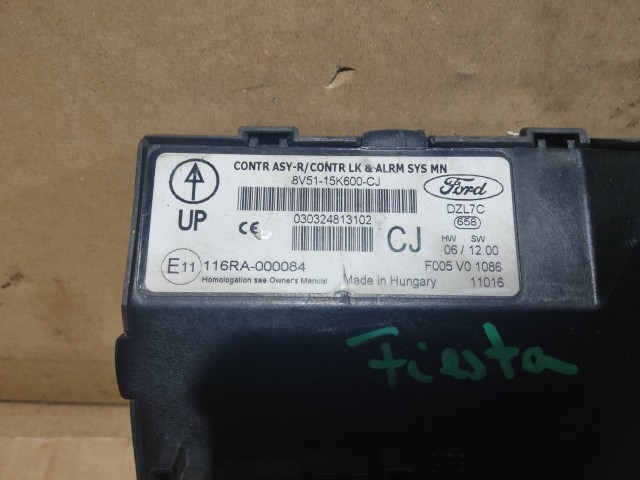 CONTR ASY-R/CONTR LK & ALRM SYS MN
8V51-15K600-CJ
Ford
UP
030324813102
DZL7C
658
CE
CJ
HW SW
06 / 12.00
E11 116RA-000084
F005 V0 1086
Homologation see Owner's Manual
Made in Hungary
11016
Fiesta